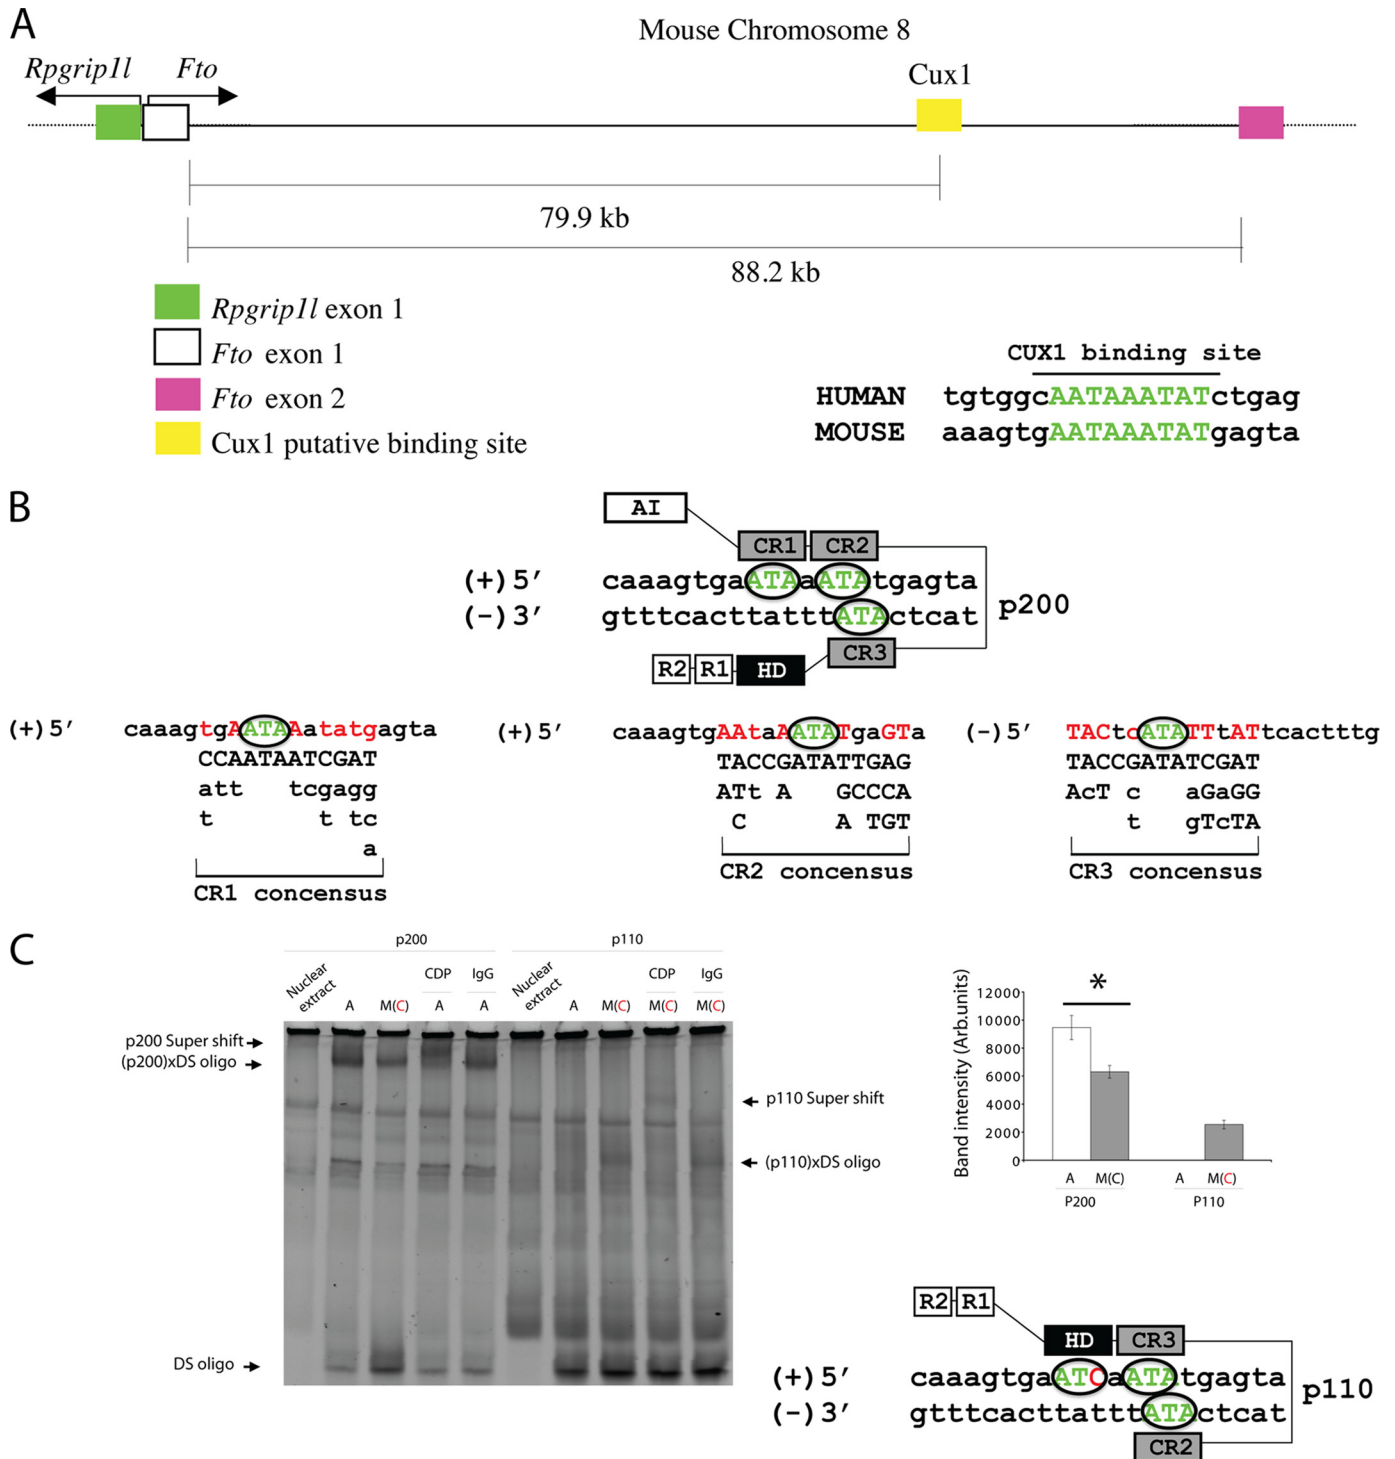 A
Mouse Chromosome 8
Rpgrip1l Fto Cux1
79.9 kb
88.2 kb
Rpgrip1l exon 1
Fto exon 1
Fto exon 2
Cux1 putative binding site
CUX1 binding site
HUMAN tgtggcAATAAATATctgag
MOUSE aaagtgAATAAATATgagta
B
AI
CR1 CR2
(+)5’ caaagtgaATAaATAtgagta
(-)3’ gtttcacttatttATActcat
p200
CR3
R2 R1 HD
(+)5’ caaagtgAATAAatatgagta
CCAATAATCGAT
att tcgagg
t t tc
a
CR1 concensus
(+)5’ caaagtgAAtaAATATgaGTa
TACCGATATTGAG
ATt A GCCCA
C A TGT
CR2 concensus
(-)5’ TACtcATATTtATtcactttg
TACCGATATCGAT
AcT c aGaGG
t gTcTA
CR3 concensus
C
p200 p110
Nuclear extract A M(C) CDP A IgG A Nuclear extract A M(C) CDP M(C) IgG M(C)
p200 Super shift
(p200)xDS oligo
p110 Super shift
(p110)xDS oligo
DS oligo
Band intensity (Arb.units)
12000
10000
8000
6000
4000
2000
0
*
A M(C) A M(C)
P200 P110
R2 R1
HD CR3
(+)5’ caaagtgaATCaATAtgagta
(-)3’ gtttcacttatttATActcat
p110
CR2